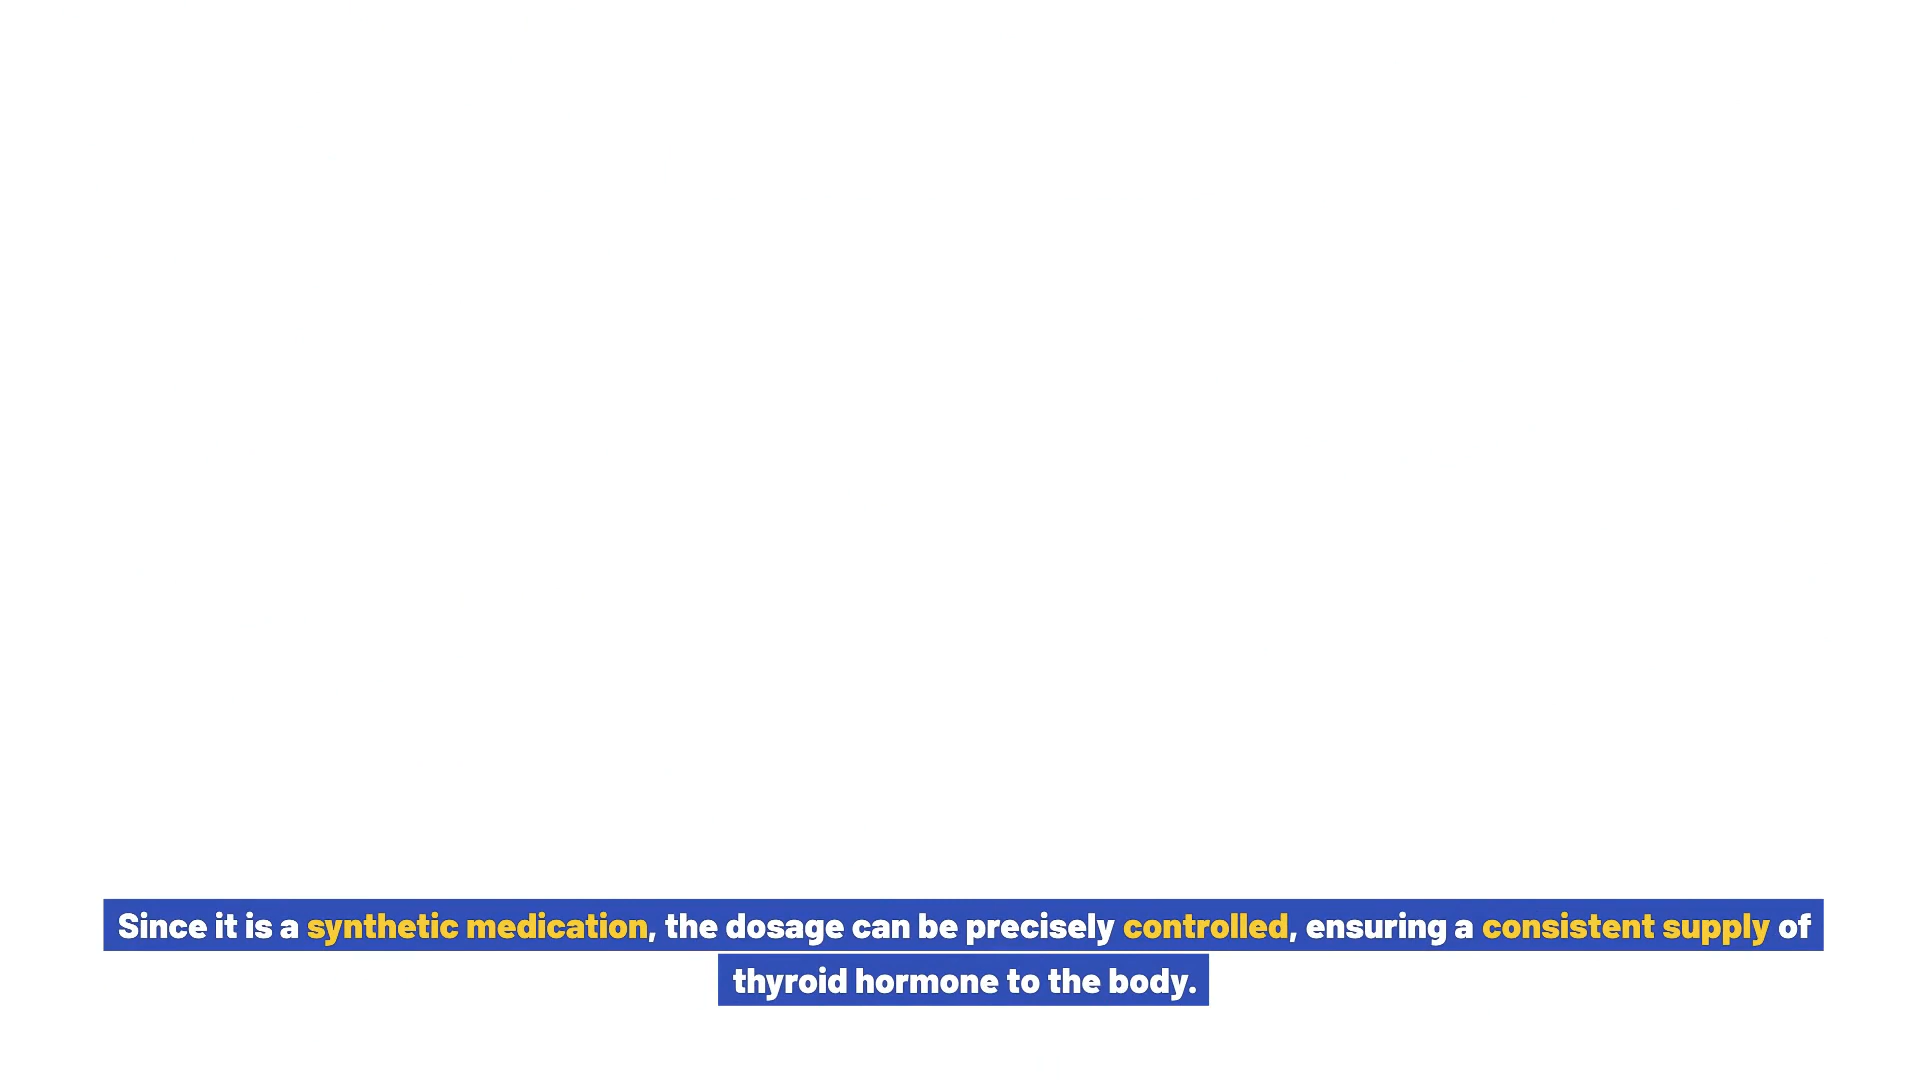 Since it is a synthetic medication, the dosage can be precisely controlled, ensuring a consistent supply of
thyroid hormone to the body.